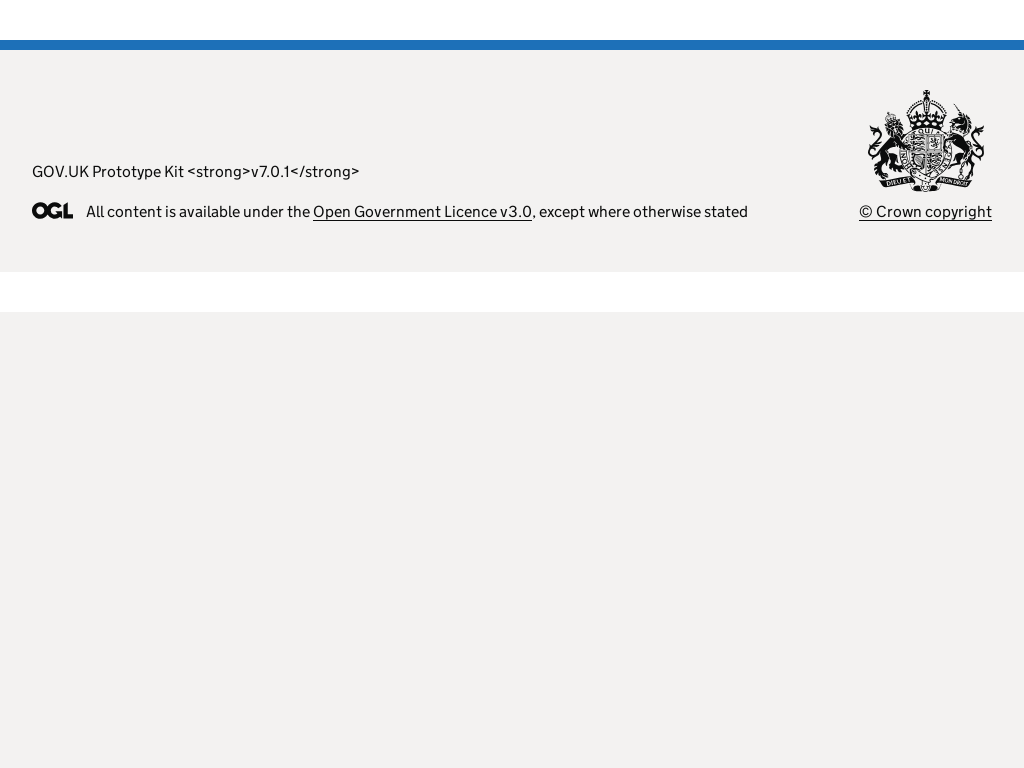 GOV.UK Prototype Kit <strong>v7.0.1</strong>
OGL All content is available under the Open Government Licence v3.0, except where otherwise stated
QUI
DIEU ET MON DROIT
© Crown copyright